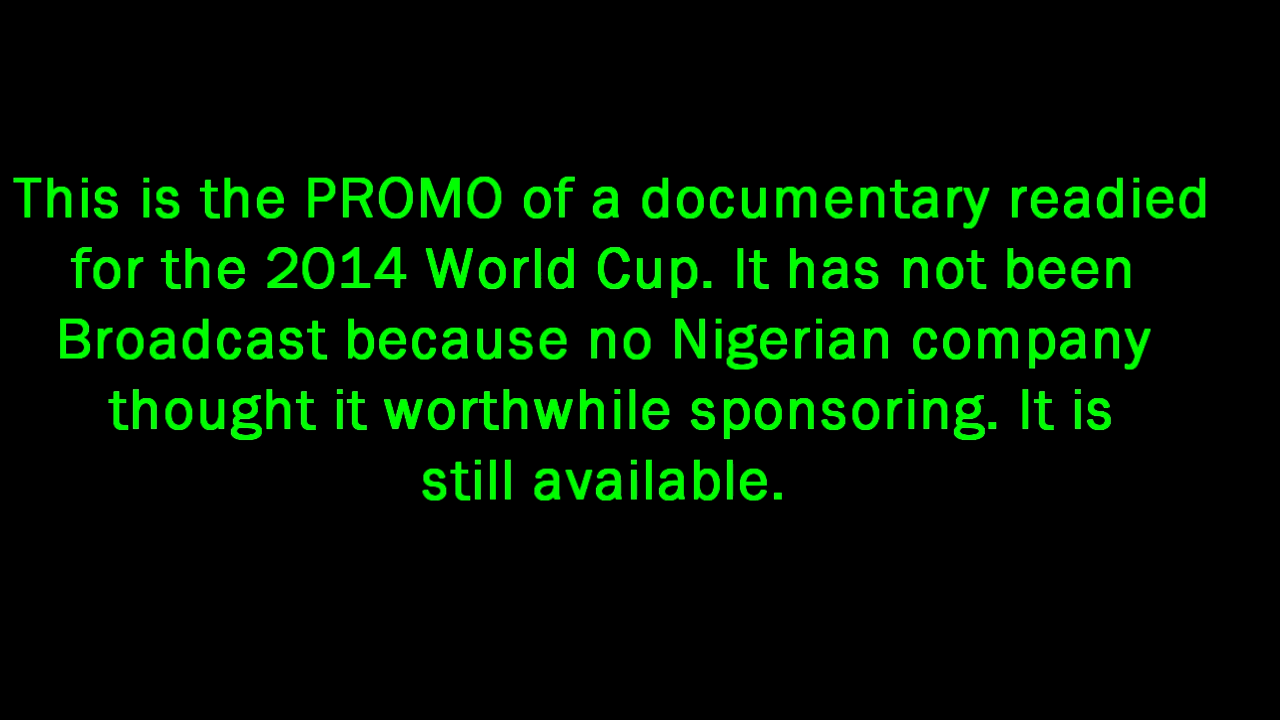 This is the PROMO of a documentary readied
for the 2014 World Cup. It has not been
Broadcast because no Nigerian company
thought it worthwhile sponsoring. It is
still available.